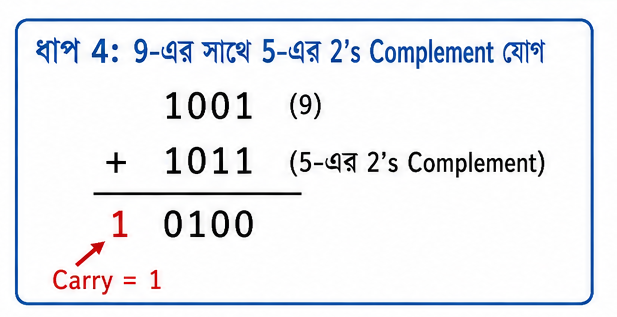 ধাপ 4: 9-এর সাথে 5-এর 2's Complement যোগ
1001 (9)
+ 1011 (5-এর 2's Complement)
1 0100
Carry = 1